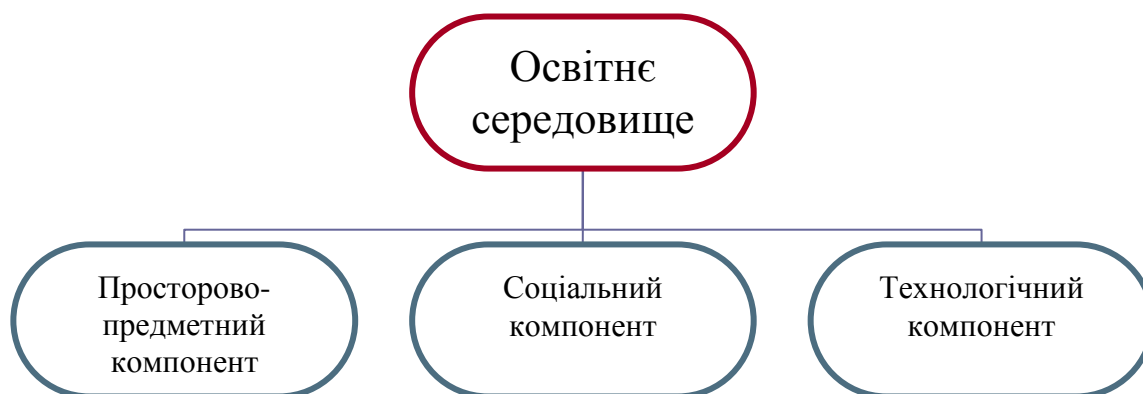 Освітнє
середовище
Просторово-
предметний
компонент
Соціальний
компонент
Технологічний
компонент